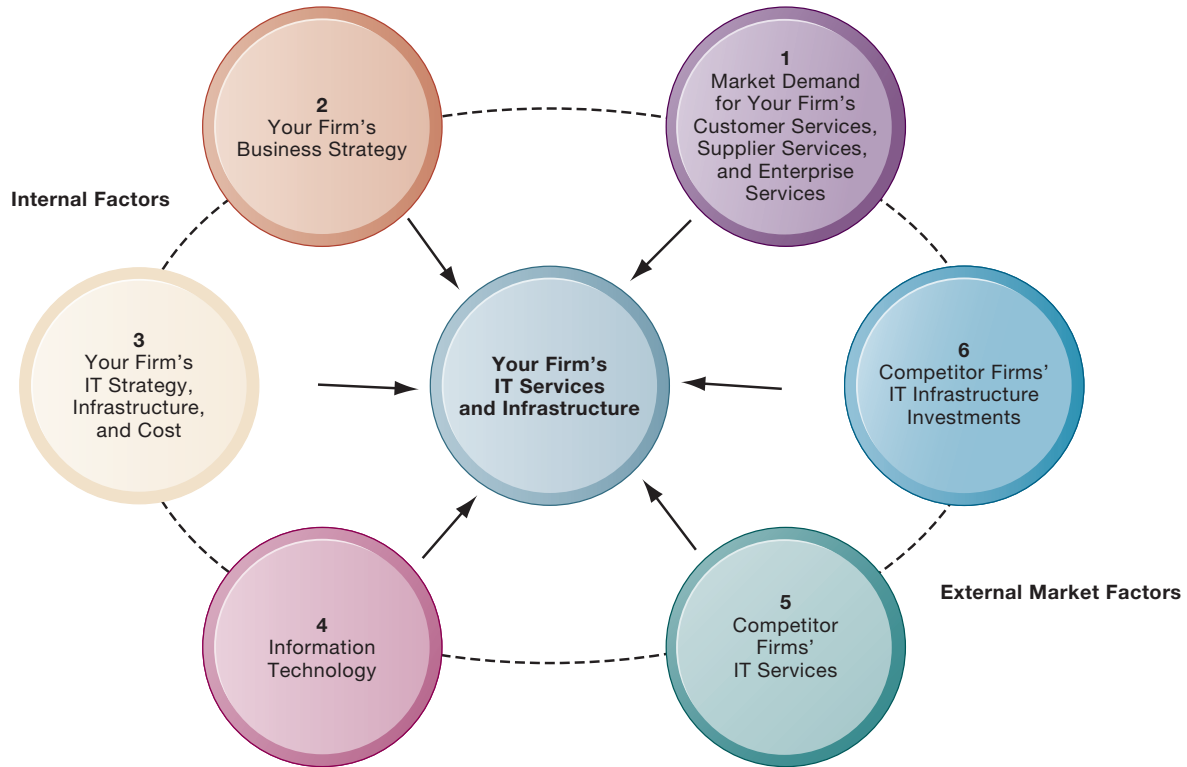 1
Market Demand
for Your Firm’s
Customer Services,
Supplier Services,
and Enterprise
Services
2
Your Firm’s
Business Strategy
Internal Factors
3
Your Firm’s
IT Strategy,
Infrastructure,
and Cost
Your Firm’s
IT Services
and Infrastructure
6
Competitor Firms’
IT Infrastructure
Investments
4
Information
Technology
5
Competitor
Firms’
IT Services
External Market Factors